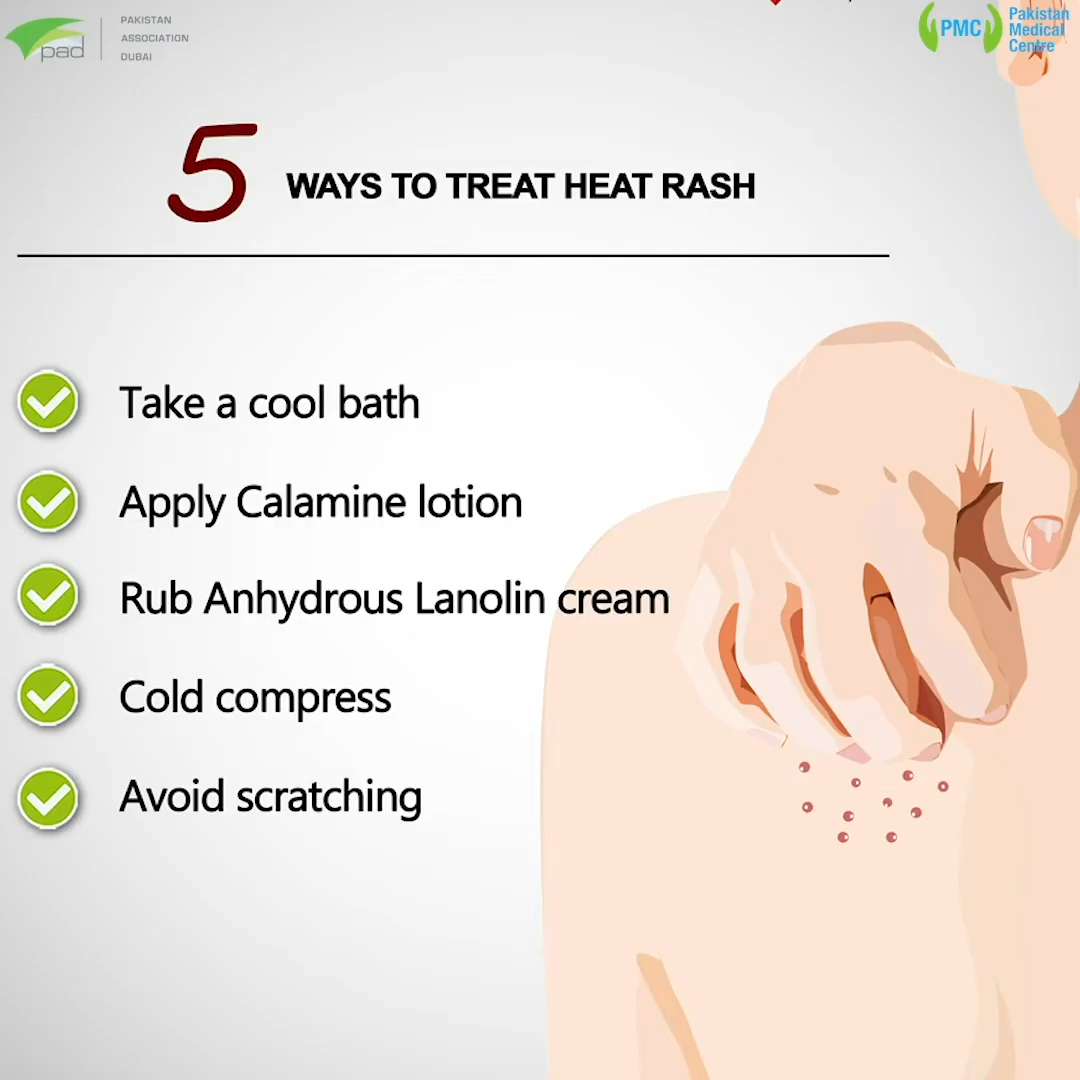 pad
PAKISTAN
ASSOCIATION
DUBAI
PMC
Pakistan
Medical
Centre
5 WAYS TO TREAT HEAT RASH
Take a cool bath
Apply Calamine lotion
Rub Anhydrous Lanolin cream
Cold compress
Avoid scratching